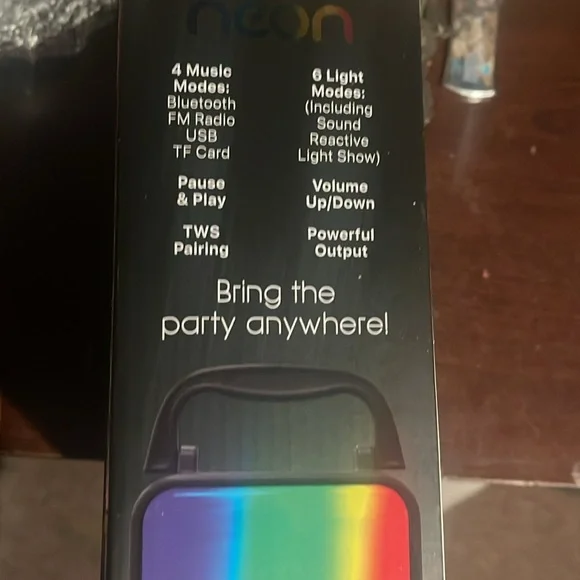 neon
4 Music
Modes:
Bluetooth
FM Radio
USB
TF Card
Pause
& Play
TWS
Pairing
6 Light
Modes:
(Including
Sound
Reactive
Light Show)
Volume
Up/Down
Powerful
Output
Bring the
party anywhere!